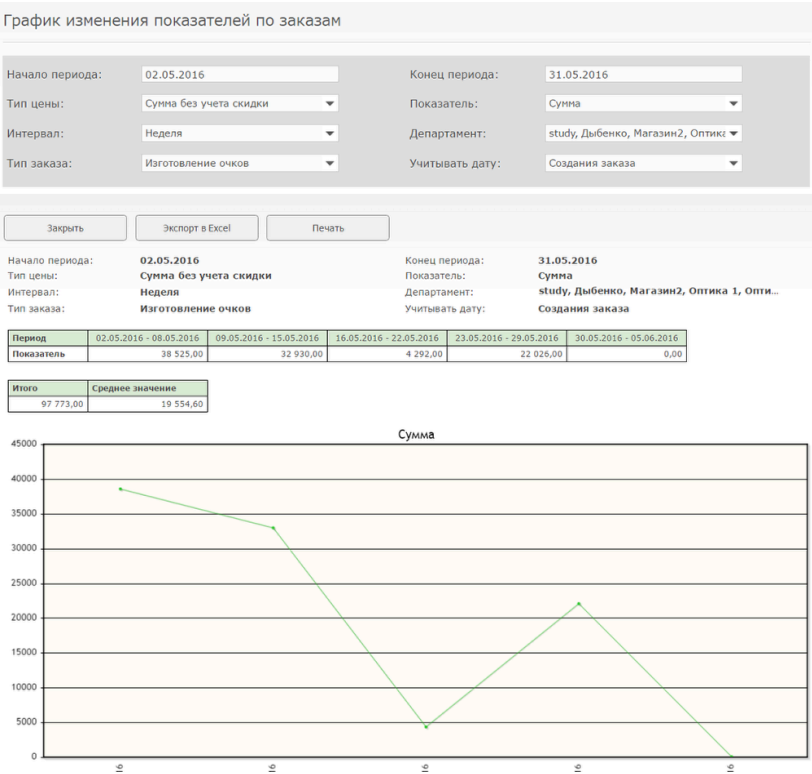 График изменения показателей по заказам
Начало периода: 02.05.2016 Конец периода: 31.05.2016
Тип цены: Сумма без учета скидки Показатель: Сумма
Интервал: Неделя Департамент: study, Дыбенко, Магазин2, Оптика
Тип заказа: Изготовление очков Учитывать дату: Создания заказа
Закрыть Экспорт в Excel Печать
Начало периода: 02.05.2016 Конец периода: 31.05.2016
Тип цены: Сумма без учета скидки Показатель: Сумма
Интервал: Неделя Департамент: study, Дыбенко, Магазин2, Оптика 1, Опти...
Тип заказа: Изготовление очков Учитывать дату: Создания заказа
Период 02.05.2016 - 08.05.2016 09.05.2016 - 15.05.2016 16.05.2016 - 22.05.2016 23.05.2016 - 29.05.2016 30.05.2016 - 05.06.2016
Показатель 38 525,00 32 930,00 4 292,00 22 026,00 0,00
Итого Среднее значение
97 773,00 19 554,60
Сумма
45000
40000
35000
30000
25000
20000
15000
10000
5000
0